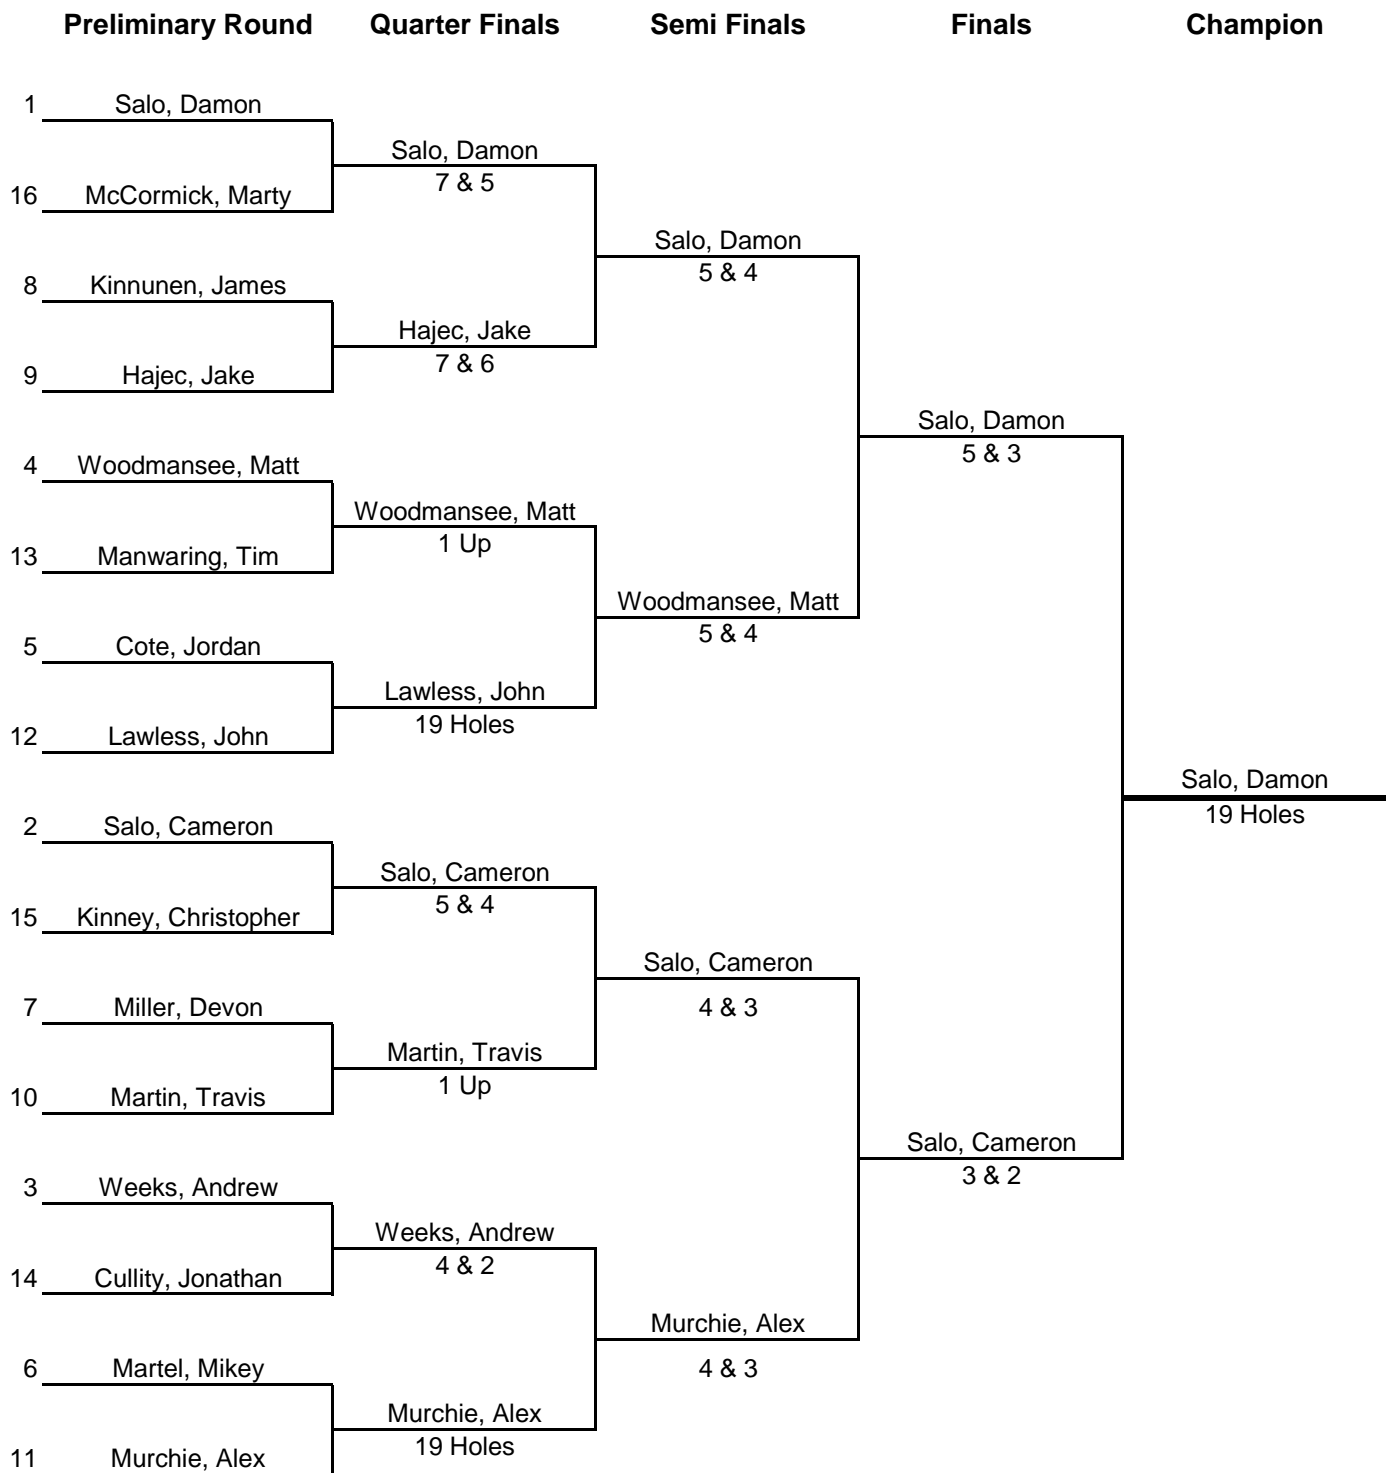 Preliminary Round Quarter Finals Semi Finals Finals Champion
1 Salo, Damon
Salo, Damon
7 & 5
16 McCormick, Marty
Salo, Damon
5 & 4
8 Kinnunen, James
Hajec, Jake
7 & 6
9 Hajec, Jake
Salo, Damon
5 & 3
4 Woodmansee, Matt
Woodmansee, Matt
1 Up
13 Manwaring, Tim
Woodmansee, Matt
5 & 4
5 Cote, Jordan
Lawless, John
19 Holes
12 Lawless, John
Salo, Damon
19 Holes
2 Salo, Cameron
Salo, Cameron
5 & 4
15 Kinney, Christopher
Salo, Cameron
4 & 3
7 Miller, Devon
Martin, Travis
1 Up
10 Martin, Travis
Salo, Cameron
3 & 2
3 Weeks, Andrew
Weeks, Andrew
4 & 2
14 Cullity, Jonathan
Murchie, Alex
4 & 3
6 Martel, Mikey
Murchie, Alex
19 Holes
11 Murchie, Alex